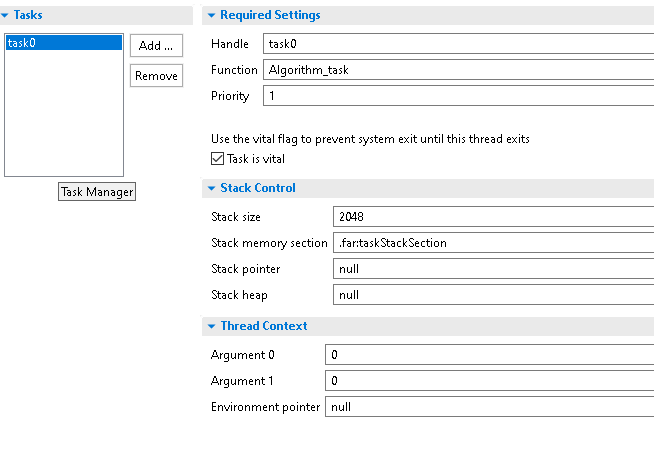 Tasks
task0
Add ...
Remove
Task Manager
Required Settings
Handle task0
Function Algorithm_task
Priority 1
Use the vital flag to prevent system exit until this thread exits
Task is vital
Stack Control
Stack size 2048
Stack memory section .far:taskStackSection
Stack pointer null
Stack heap null
Thread Context
Argument 0 0
Argument 1 0
Environment pointer null